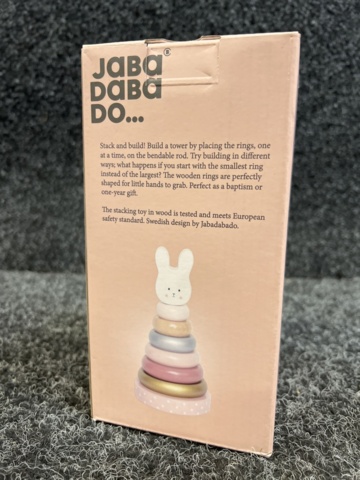 JABA®
DABA
DO...
Stack and build! Build a tower by placing the rings, one
at a time, on the bendable rod. Try building in different
ways; what happens if you start with the smallest ring
instead of the largest? The wooden rings are perfectly
shaped for little hands to grab. Perfect as a baptism or
one-year gift.
The stacking toy in wood is tested and meets European
safety standard. Swedish design by Jabadabado.